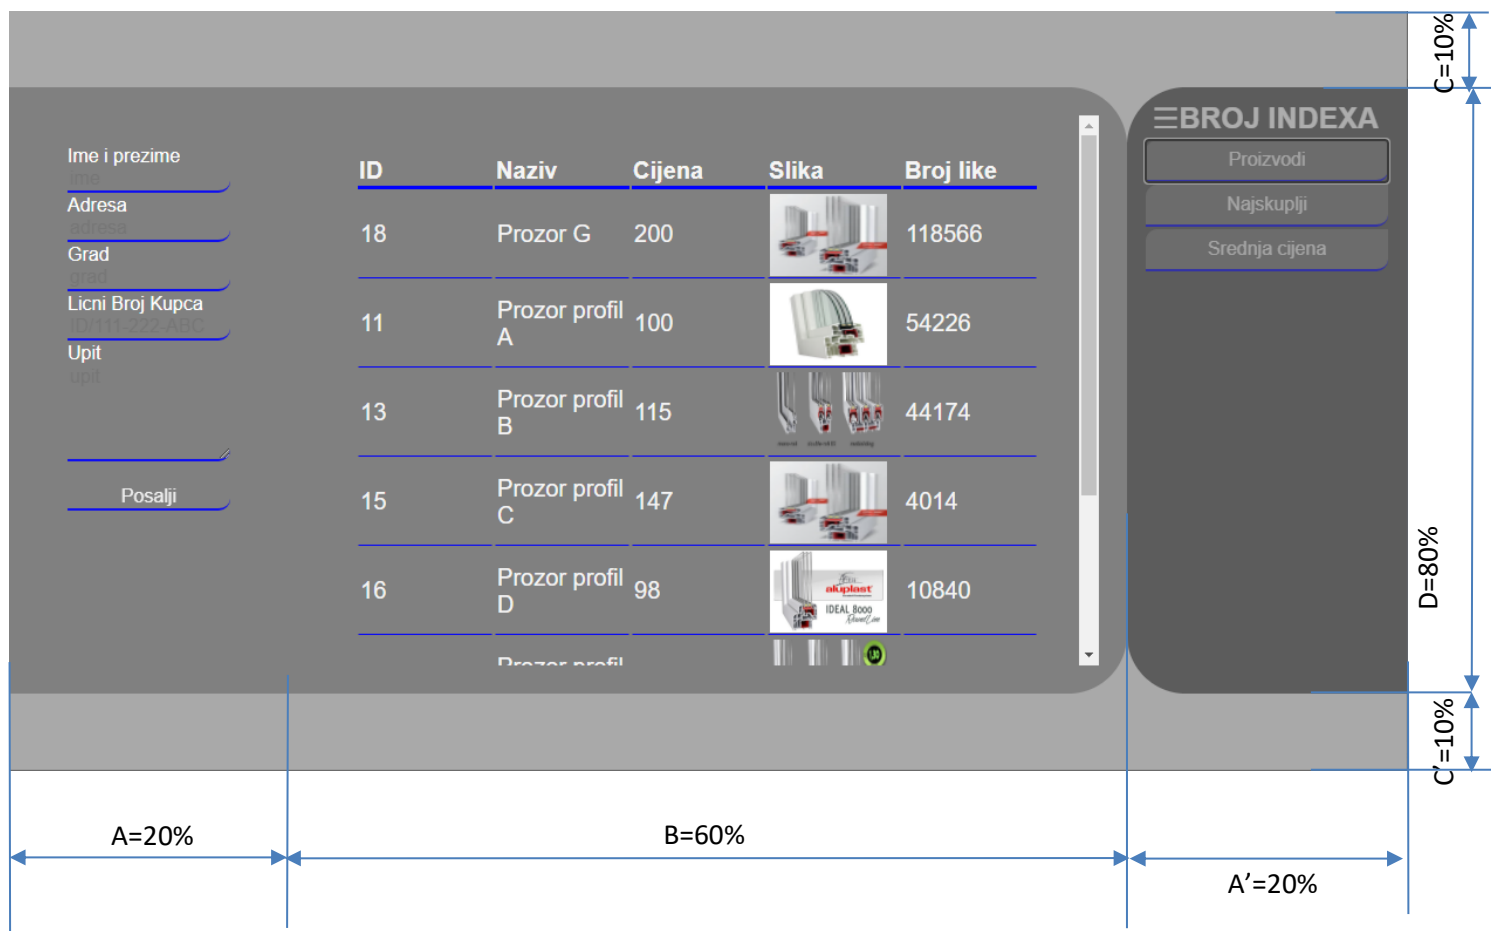 C=10%
☰BROJ INDEXA
Proizvodi
Najskuplji
Srednja cijena
Ime i prezime
ime
Adresa
adresa
Grad
grad
Licni Broj Kupca
ID/111-222-ABC
Upit
upit
Posalji
ID Naziv Cijena Slika Broj like
18 Prozor G 200 118566
11 Prozor profil A 100 54226
13 Prozor profil B 115 44174
15 Prozor profil C 147 4014
16 Prozor profil D 98 10840
aluplast
IDEAL 8000
RoundLine
Prozor profil
D=80%
C’=10%
A=20%
B=60%
A’=20%